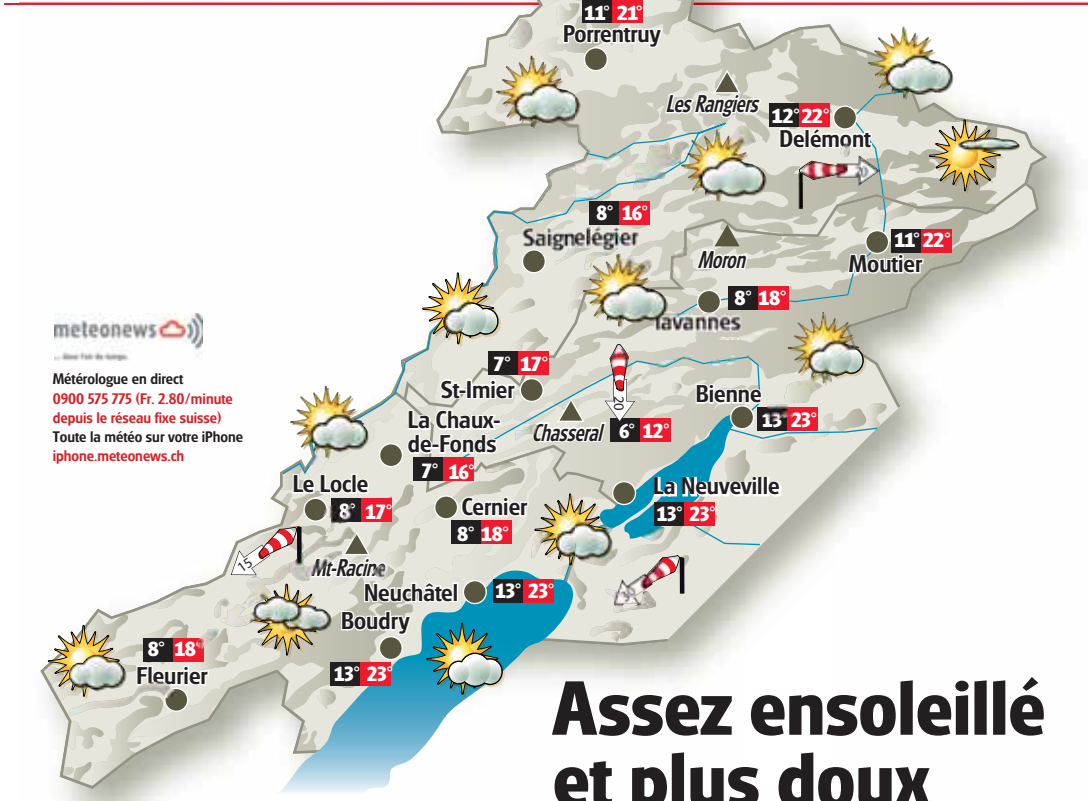 11° 21°
Porrentruy
Les Rangiers
12° 22°
Delémont
20
8° 16°
Saignelégier
Moron
11° 22°
Moutier
8° 18°
Tavannes
meteonews
Météorologue en direct
0900 575 775 (Fr. 2.80/minute
depuis le réseau fixe suisse)
Toute la météo sur votre iPhone
iphone.meteonews.ch
7° 17°
St-Imier
20
Chasseral 6° 12°
Bienne
13° 23°
La Chaux-
de-Fonds
7° 16°
Le Locle
8° 17°
Cernier
8° 18°
La Neuveville
13° 23°
15
Mt-Racine
Neuchâtel 13° 23°
Boudry
13° 23°
8° 18°
Fleurier
Assez ensoleillé
et plus doux